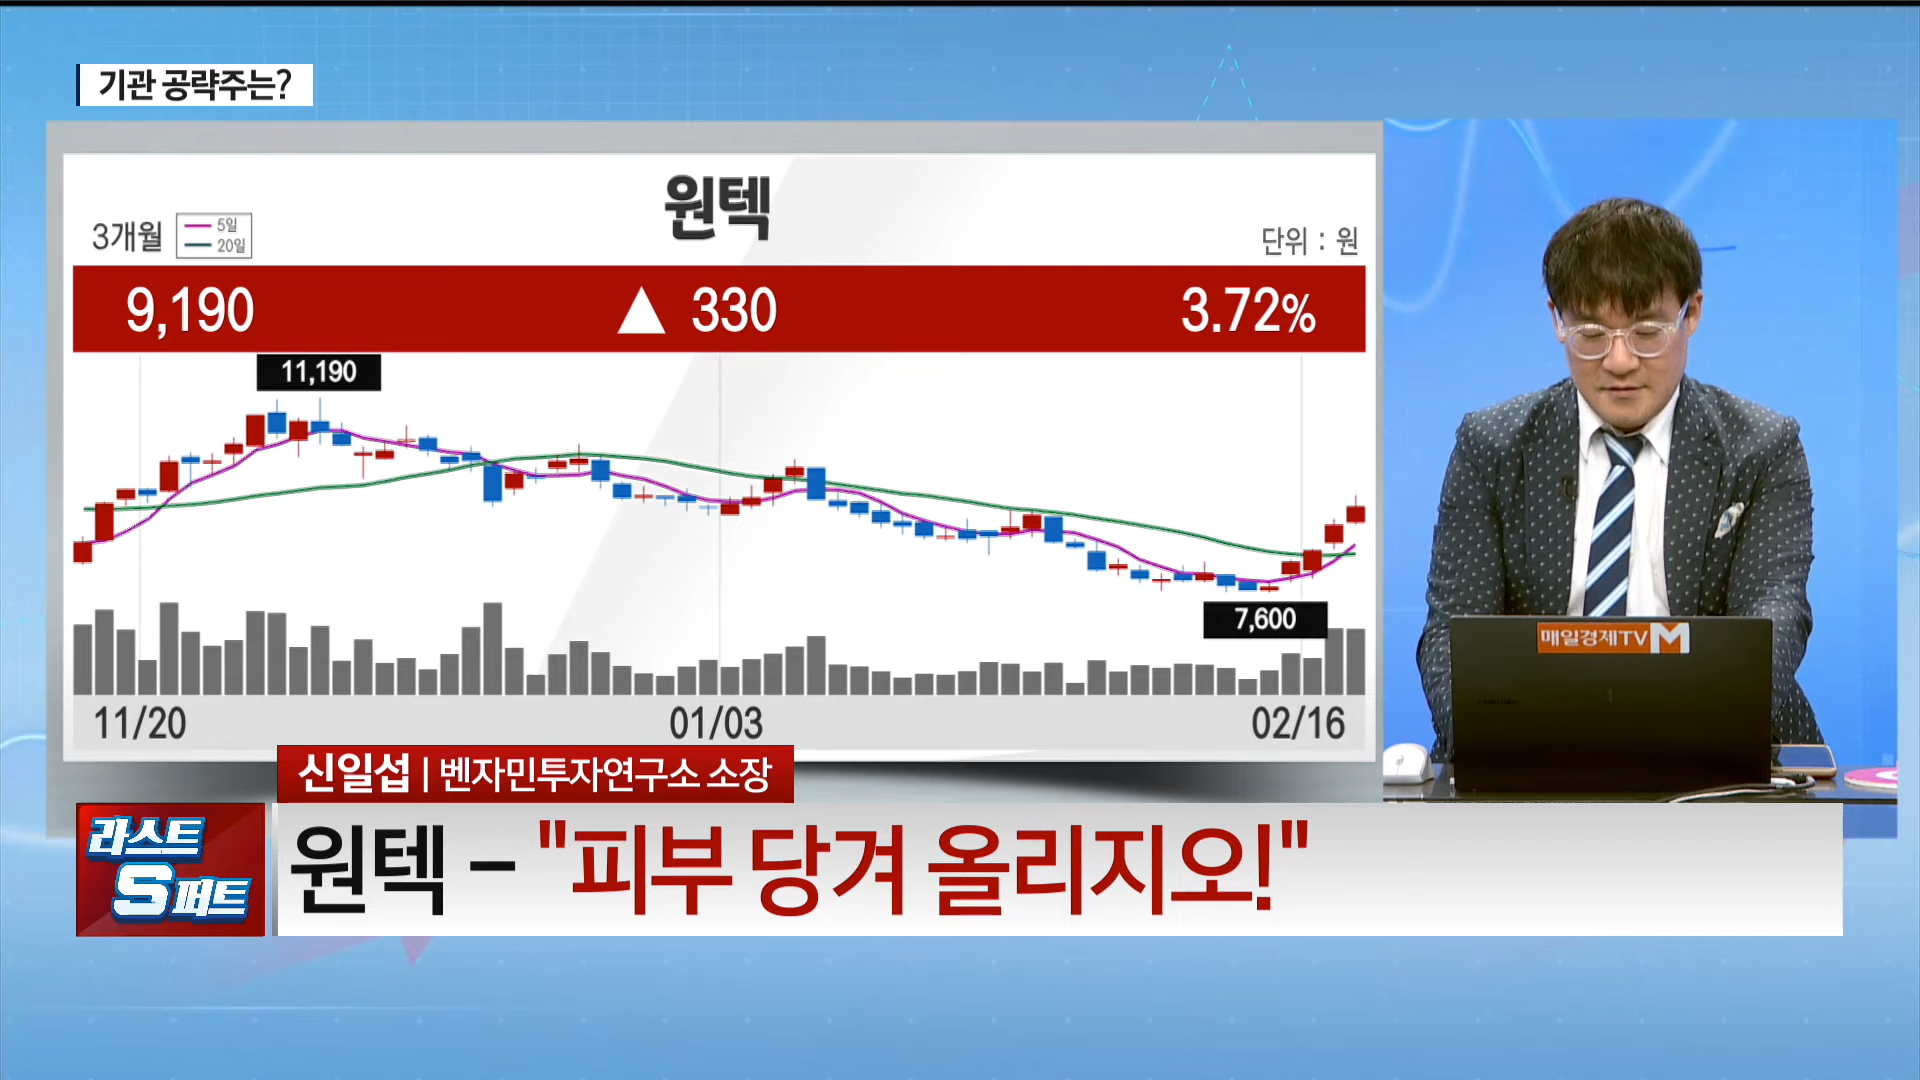 기관 공략주는?
원텍
3개월
5일
20일
단위 : 원
9,190 ▲ 330 3.72%
11,190
7,600
11/20 01/03 02/16
매일경제TV M
SAMSUNG
신일섭 | 벤자민투자연구소 소장
라스트
S퍼트
원텍 - "피부 당겨 올리지오!"